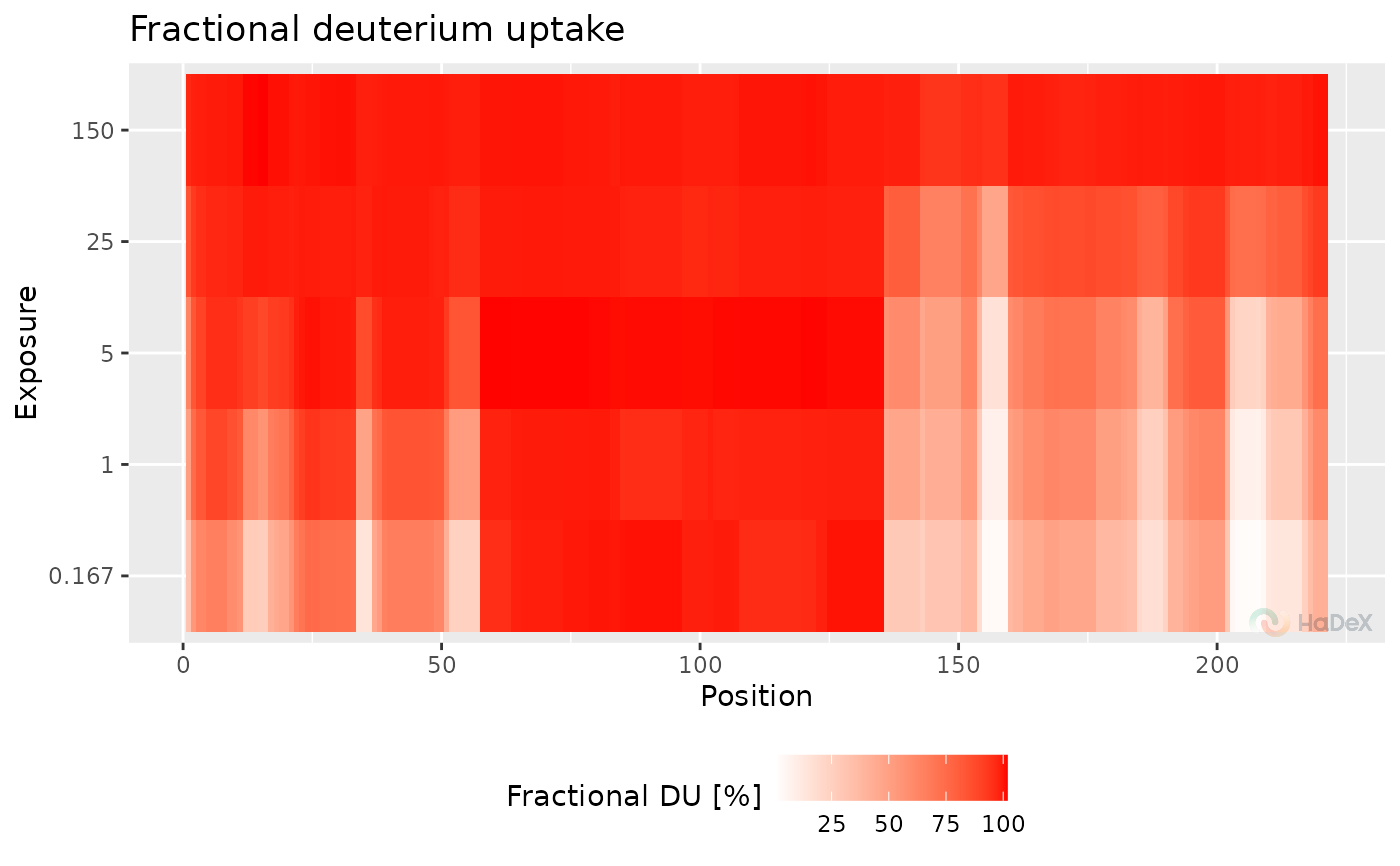 Fractional deuterium uptake
Exposure
150
25
5
1
0.167
HaDeX
0 50 100 150 200
Position
Fractional DU [%]
25 50 75 100